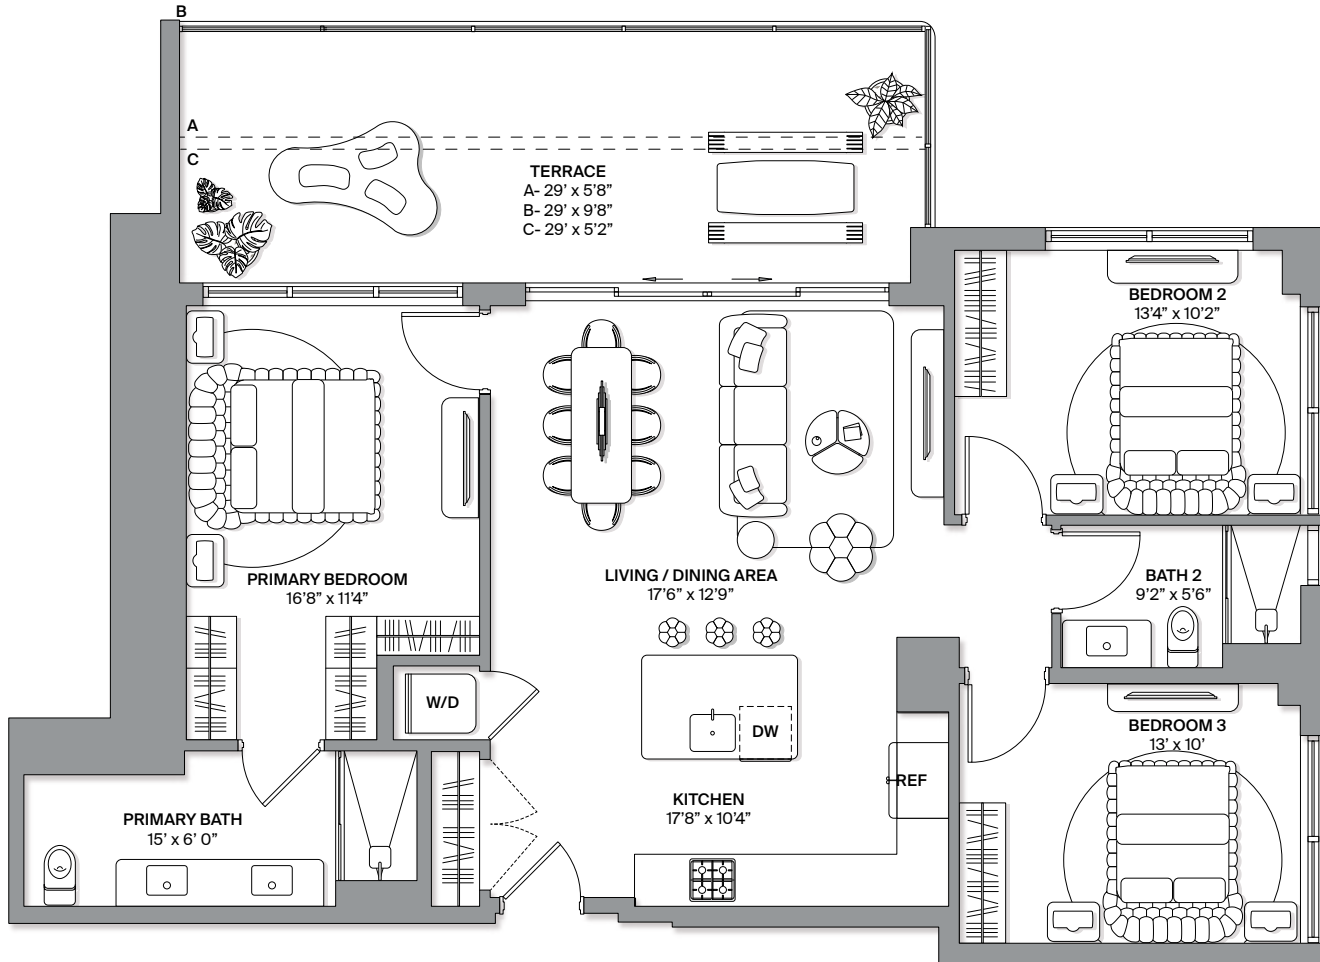 B
A
C
TERRACE
A- 29’ x 5’8”
B- 29’ x 9’8”
C- 29’ x 5’2”
BEDROOM 2
13’4” x 10’2”
PRIMARY BEDROOM
16’8” x 11’4”
LIVING / DINING AREA
17’6” x 12’9”
BATH 2
9’2” x 5’6”
W/D
DW
BEDROOM 3
13’ x 10’
REF
KITCHEN
17’8” x 10’4”
PRIMARY BATH
15’ x 6’ 0”